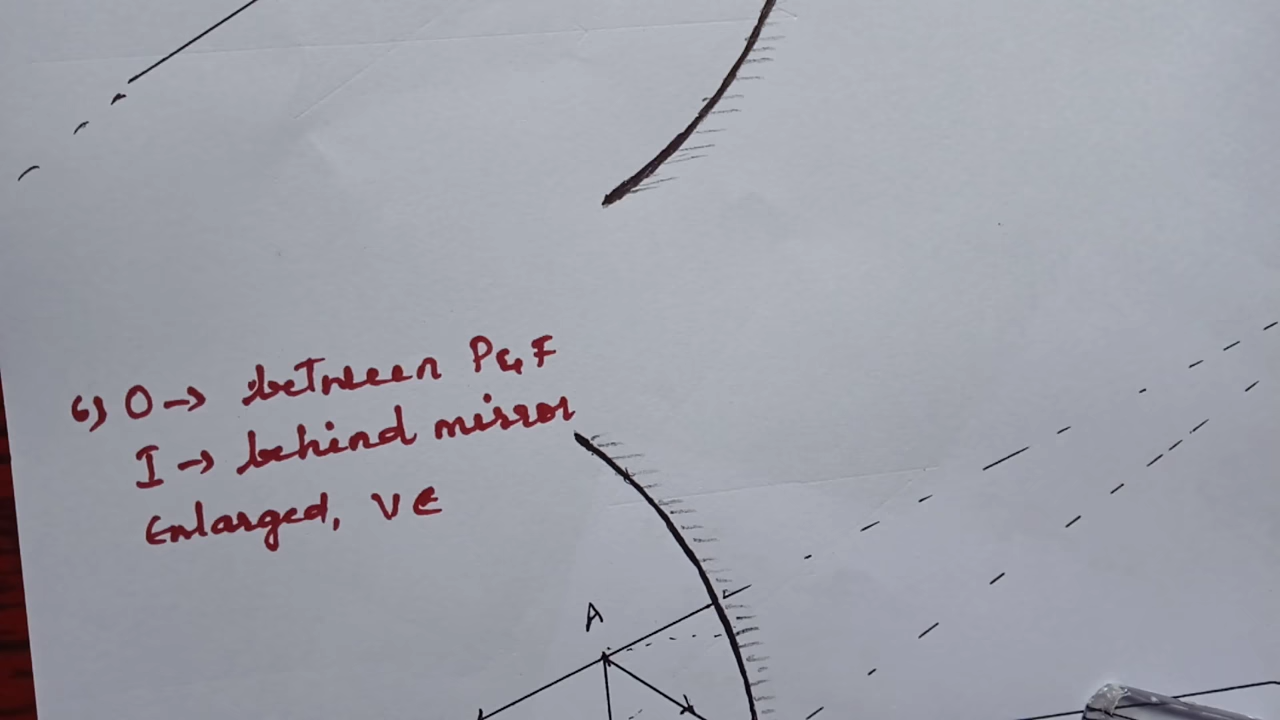 6) O → between P & F
I → behind mirror
Enlarged, VE
A